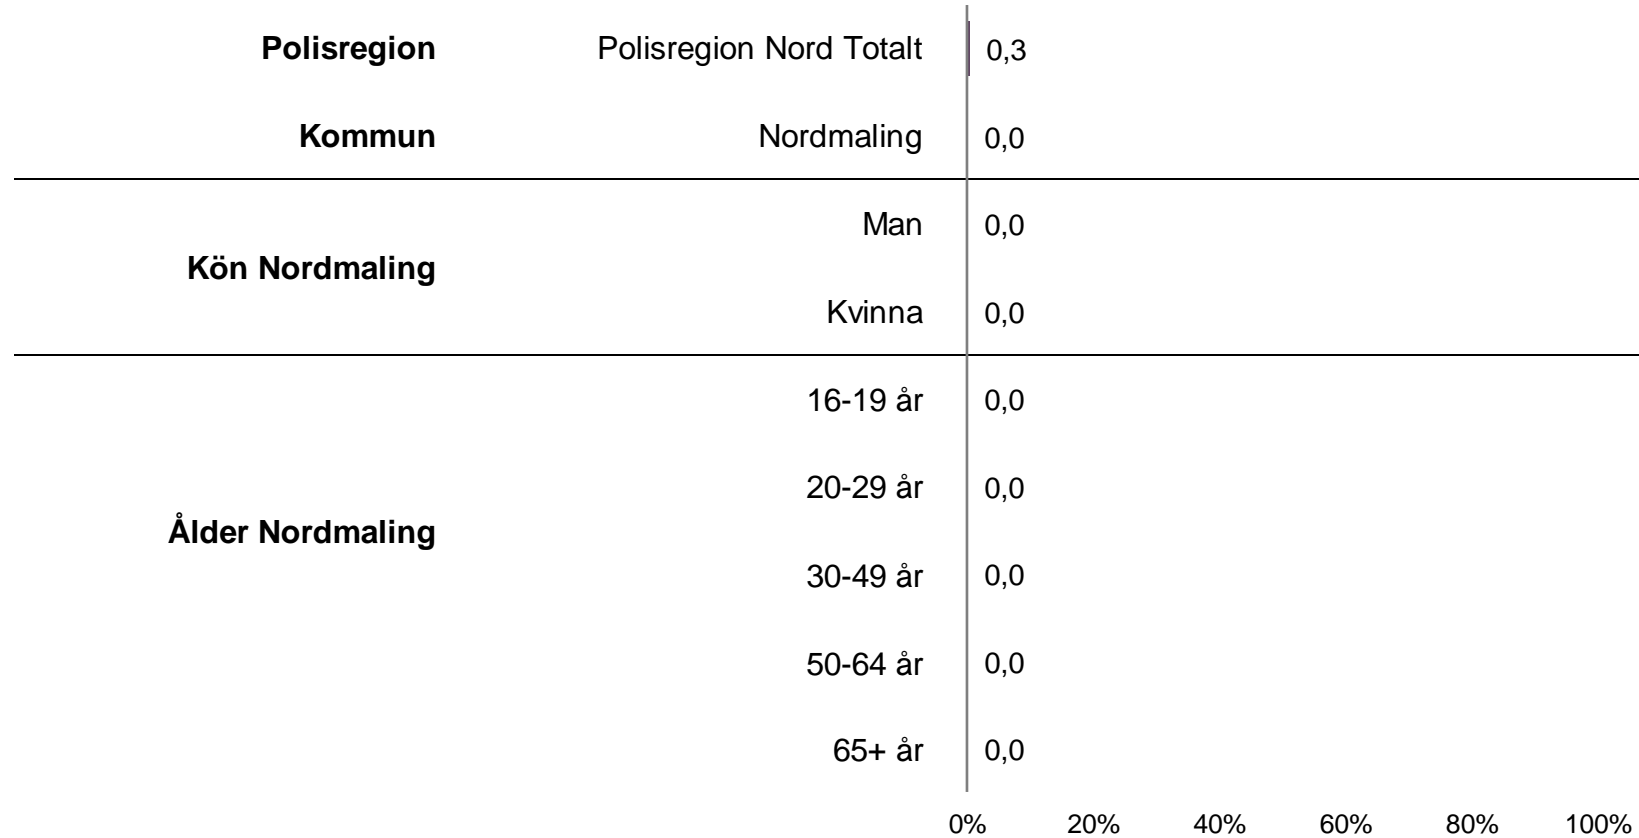 Polisregion Polisregion Nord Totalt 0,3
Kommun Nordmaling 0,0
Man 0,0
Kön Nordmaling
Kvinna 0,0
16-19 år 0,0
20-29 år 0,0
Ålder Nordmaling
30-49 år 0,0
50-64 år 0,0
65+ år 0,0
0% 20% 40% 60% 80% 100%